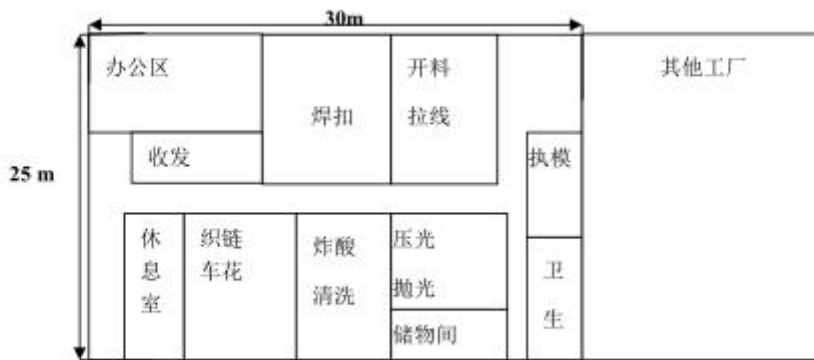 30m
办公区
开料
其他工厂
焊扣
拉线
收发
执模
25 m
休
息
室
织链
车花
炸酸
清洗
压光
抛光
储物间
卫
生